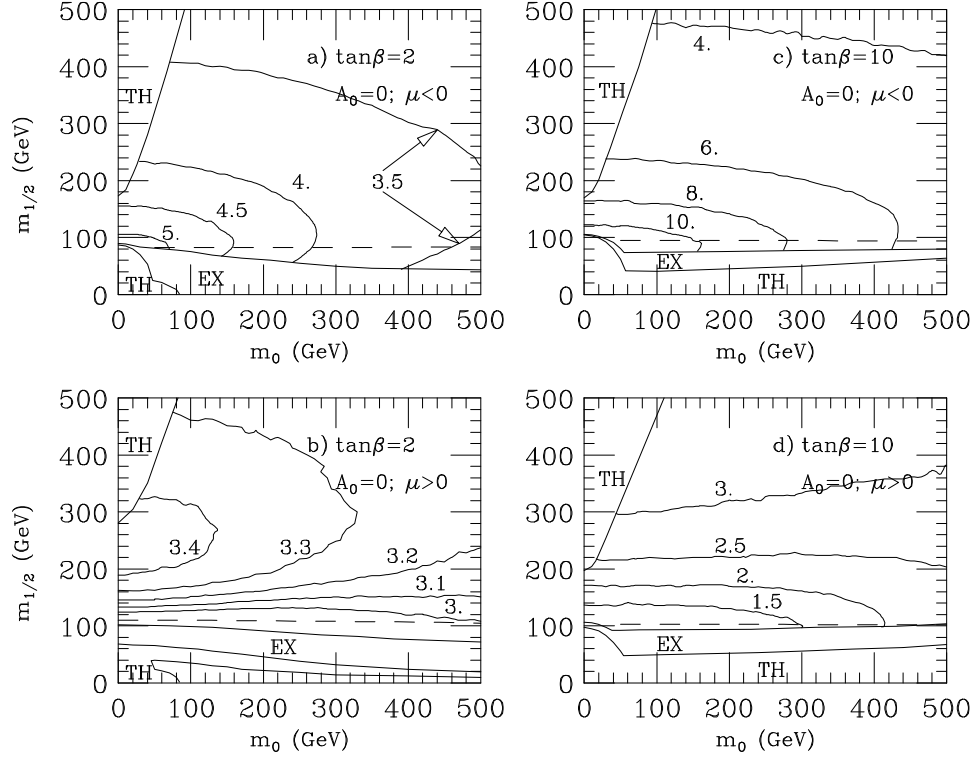 500
400
300
200
100
0
m1/2 (GeV)
TH
a) tanβ=2
A0=0; μ<0
4.
3.5
4.5
5.
EX
TH
0 100 200 300 400 500
m0 (GeV)
500
400
300
200
100
0
m1/2 (GeV)
TH
c) tanβ=10
A0=0; μ<0
4.
6.
8.
10.
EX
TH
0 100 200 300 400 500
m0 (GeV)
500
400
300
200
100
0
m1/2 (GeV)
TH
b) tanβ=2
A0=0; μ>0
3.4
3.3
3.2
3.1
3.
EX
TH
0 100 200 300 400 500
m0 (GeV)
500
400
300
200
100
0
m1/2 (GeV)
TH
d) tanβ=10
A0=0; μ>0
3.
2.5
2.
1.5
EX
TH
0 100 200 300 400 500
m0 (GeV)